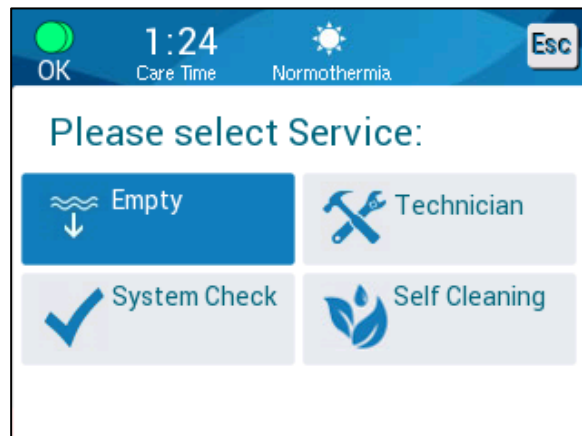 1:24
Esc
OK
Care Time
Normothermia
Please select Service:
Empty
Technician
System Check
Self Cleaning